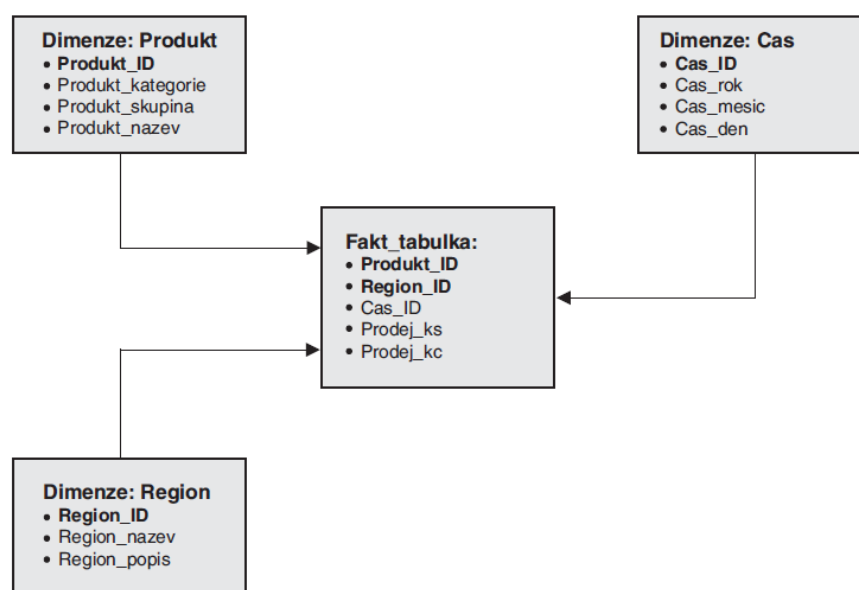 Dimenze: Produkt
• Produkt_ID
• Produkt_kategorie
• Produkt_skupina
• Produkt_nazev
Dimenze: Cas
• Cas_ID
• Cas_rok
• Cas_mesic
• Cas_den
Fakt_tabulka:
• Produkt_ID
• Region_ID
• Cas_ID
• Prodej_ks
• Prodej_kc
Dimenze: Region
• Region_ID
• Region_nazev
• Region_popis